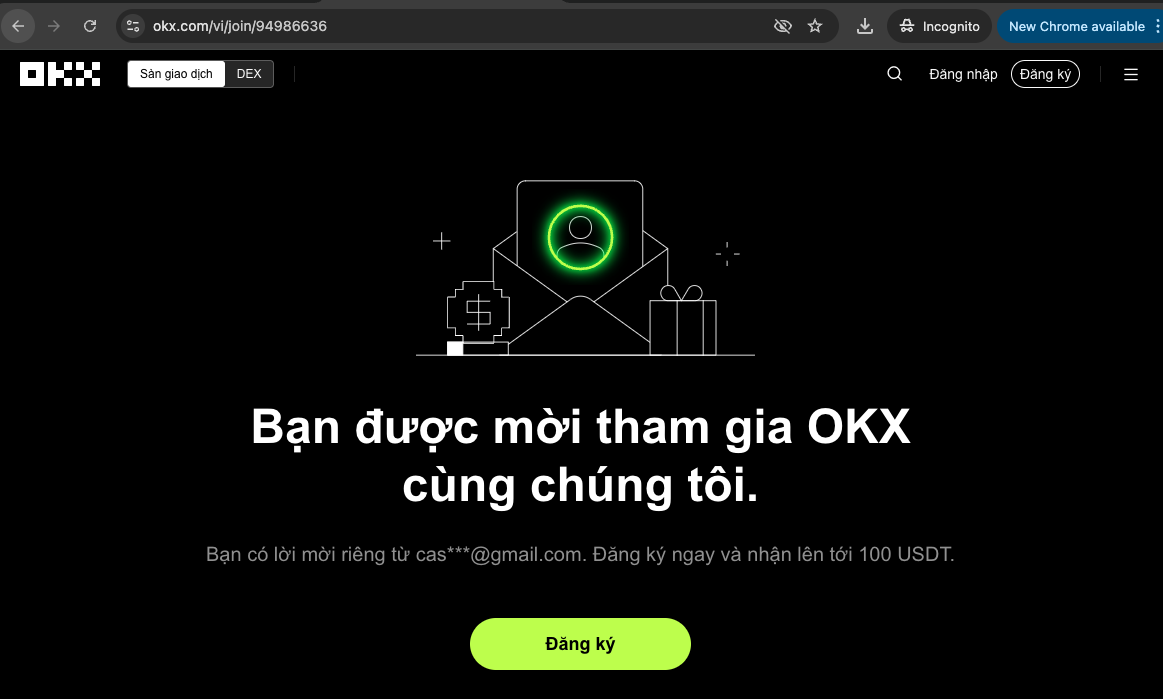 okx.com/vi/join/94986636
Incognito
New Chrome available
OKX
Sàn giao dịch
DEX
Đăng nhập
Đăng ký
$
Bạn được mời tham gia OKX
cùng chúng tôi.
Bạn có lời mời riêng từ cas***@gmail.com. Đăng ký ngay và nhận lên tới 100 USDT.
Đăng ký